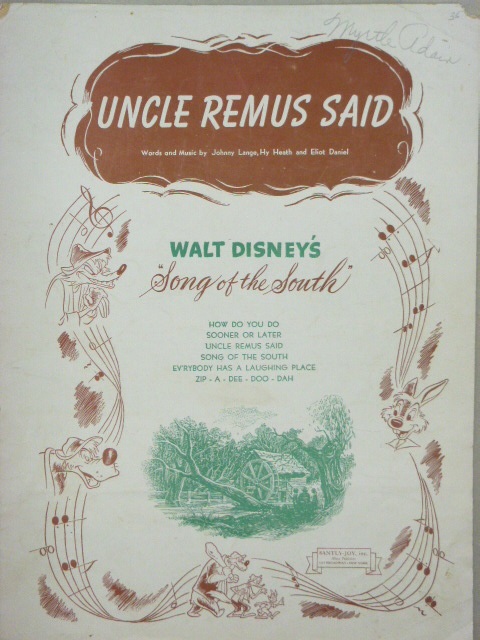 Myrtle Adair
UNCLE REMUS SAID
Words and Music by Johnny Lange, Hy Heath and Eliot Daniel
WALT DISNEY'S
"Song of the South"
HOW DO YOU DO
SOONER OR LATER
UNCLE REMUS SAID
SONG OF THE SOUTH
EV'RYBODY HAS A LAUGHING PLACE
ZIP - A - DEE - DOO - DAH
SANTLY-JOY, Inc.